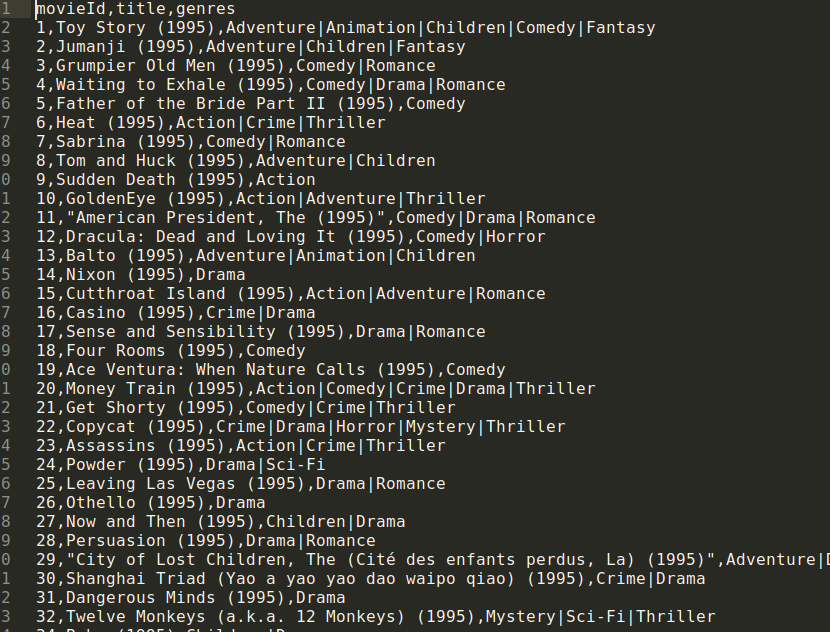 1 movieId,title,genres
2 1,Toy Story (1995),Adventure|Animation|Children|Comedy|Fantasy
3 2,Jumanji (1995),Adventure|Children|Fantasy
4 3,Grumpier Old Men (1995),Comedy|Romance
5 4,Waiting to Exhale (1995),Comedy|Drama|Romance
6 5,Father of the Bride Part II (1995),Comedy
7 6,Heat (1995),Action|Crime|Thriller
8 7,Sabrina (1995),Comedy|Romance
9 8,Tom and Huck (1995),Adventure|Children
0 9,Sudden Death (1995),Action
1 10,GoldenEye (1995),Action|Adventure|Thriller
2 11,"American President, The (1995)",Comedy|Drama|Romance
3 12,Dracula: Dead and Loving It (1995),Comedy|Horror
4 13,Balto (1995),Adventure|Animation|Children
5 14,Nixon (1995),Drama
6 15,Cutthroat Island (1995),Action|Adventure|Romance
7 16,Casino (1995),Crime|Drama
8 17,Sense and Sensibility (1995),Drama|Romance
9 18,Four Rooms (1995),Comedy
0 19,Ace Ventura: When Nature Calls (1995),Comedy
1 20,Money Train (1995),Action|Comedy|Crime|Drama|Thriller
2 21,Get Shorty (1995),Comedy|Crime|Thriller
3 22,Copycat (1995),Crime|Drama|Horror|Mystery|Thriller
4 23,Assassins (1995),Action|Crime|Thriller
5 24,Powder (1995),Drama|Sci-Fi
6 25,Leaving Las Vegas (1995),Drama|Romance
7 26,Othello (1995),Drama
8 27,Now and Then (1995),Children|Drama
9 28,Persuasion (1995),Drama|Romance
0 29,"City of Lost Children, The (Cité des enfants perdus, La) (1995)",Adventure|D
1 30,Shanghai Triad (Yao a yao yao dao waipo qiao) (1995),Crime|Drama
2 31,Dangerous Minds (1995),Drama
3 32,Twelve Monkeys (a.k.a. 12 Monkeys) (1995),Mystery|Sci-Fi|Thriller